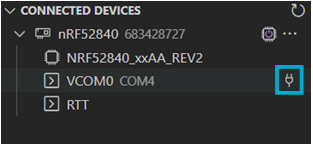 CONNECTED DEVICES
nRF52840 683428727
NRF52840_xxAA_REV2
VCOM0 COM4
RTT